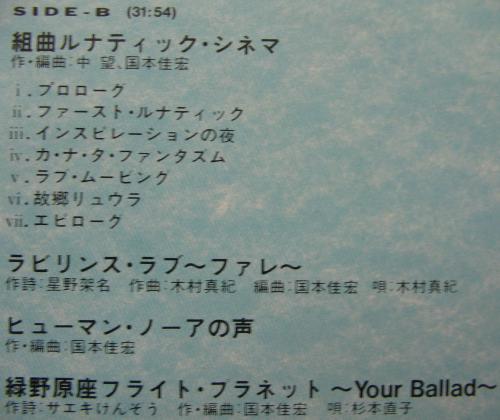 SIDE-B (31:54)
組曲ルナティック・シネマ
作・編曲:中 望、国本佳宏
i.プロローグ
ii.ファースト・ルナティック
iii.インスピレーションの夜
iv.カ・ナ・タ・ファンタズム
v.ラブ・ムービング
vi.故郷リュウラ
vii.エピローグ
ラビリンス・ラブ〜ファレ〜
作詩:星野架名 作曲:木村真紀 編曲:国本佳宏 唄:木村真紀
ヒューマン・ノーアの声
作・編曲:国本佳宏
緑野原座フライト・プラネット 〜Your Ballad〜
作詩:サエキけんぞう 作・編曲:国本佳宏 唄:杉本直子